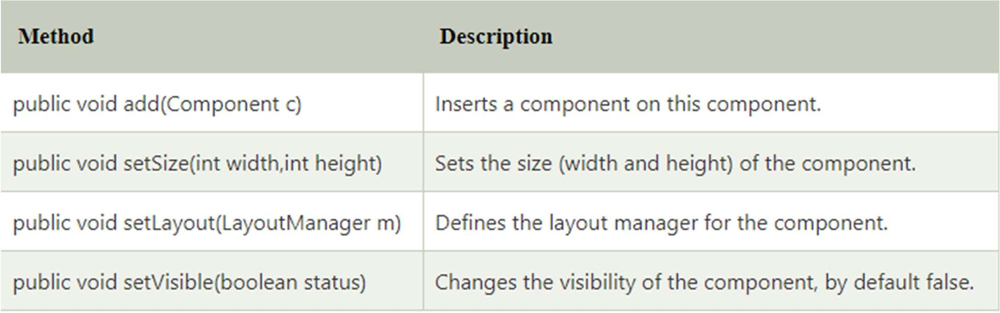 Method Description
public void add(Component c) Inserts a component on this component.
public void setSize(int width,int height) Sets the size (width and height) of the component.
public void setLayout(LayoutManager m) Defines the layout manager for the component.
public void setVisible(boolean status) Changes the visibility of the component, by default false.